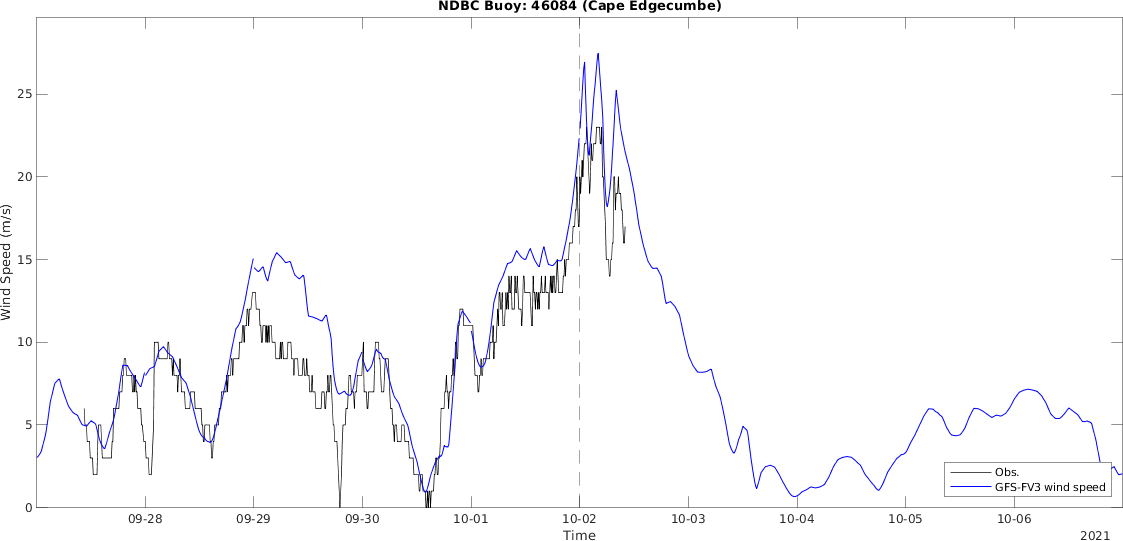 NDBC Buoy: 46084 (Cape Edgecumbe)
Wind Speed (m/s)
25
20
15
10
5
0
Obs.
GFS-FV3 wind speed
09-28 09-29 09-30 10-01 10-02 10-03 10-04 10-05 10-06
Time
2021